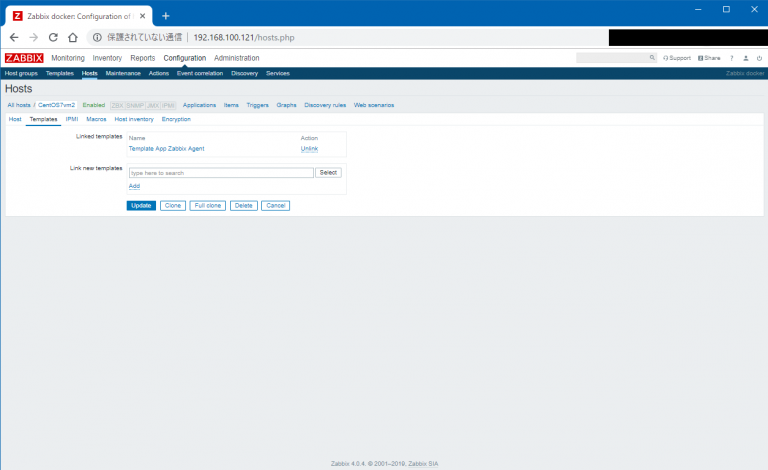 Zabbix docker: Configuration of
保護されていない通信 | 192.168.100.121/hosts.php
ZABBIX Monitoring Inventory Reports Configuration Administration Support Share ?
Host groups Templates Hosts Maintenance Actions Event correlation Discovery Services Zabbix docker
Hosts
All hosts / CentOS7vm2 Enabled ZBX SNMP JMX IPMI Applications Items Triggers Graphs Discovery rules Web scenarios
Host Templates IPMI Macros Host inventory Encryption
Linked templates Name Action
Template App Zabbix Agent Unlink
Link new templates type here to search Select
Add
Update Clone Full clone Delete Cancel
Zabbix 4.0.4. © 2001–2019, Zabbix SIA